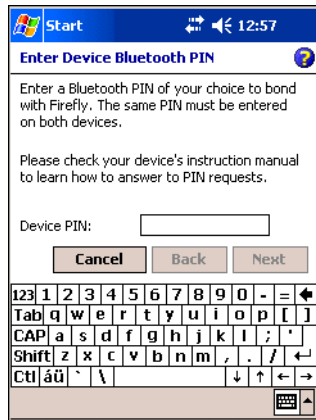 Start 12:57
Enter Device Bluetooth PIN ?
Enter a Bluetooth PIN of your choice to bond
with Firefly. The same PIN must be entered
on both devices.
Please check your device's instruction manual
to learn how to answer to PIN requests.
Device PIN:
Cancel Back Next
123 1 2 3 4 5 6 7 8 9 0 - = 
Tab q w e r t y u i o p [ ]
CAP a s d f g h j k l ; '
Shift z x c v b n m , . / ↵
Ctl áü ` \ ↓ ↑ ← →